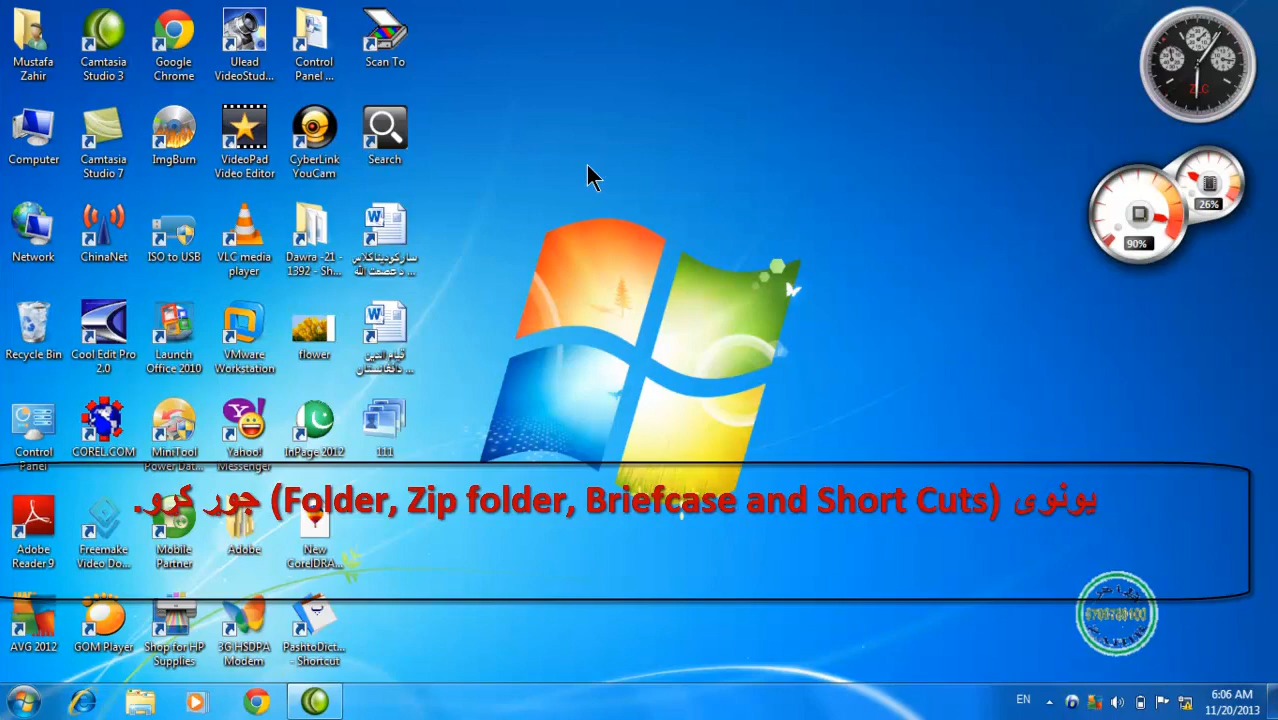 Mustafa Zahir
Camtasia Studio 3
Google Chrome
Ulead VideoStud...
Control Panel ...
Scan To
Computer
Camtasia Studio 7
ImgBurn
VideoPad Video Editor
CyberLink YouCam
Search
Network
ChinaNet
ISO to USB
VLC media player
Dawra -21 - 1392 - Sh...
Recycle Bin
Cool Edit Pro 2.0
Launch Office 2010
VMware Workstation
flower
Control Panel
COREL.COM
MiniTool Power Dat...
Yahoo! Messenger
InPage 2012
111
یو نوی (Folder, Zip folder, Briefcase and Short Cuts) جوړ کړو.
Adobe Reader 9
Freemake Video Do...
Mobile Partner
Adobe
New CorelDRA...
AVG 2012
GOM Player
Shop for HP Supplies
3G HSDPA Modem
PashtoDict... - Shortcut
90%
26%
EN
6:06 AM
11/20/2013